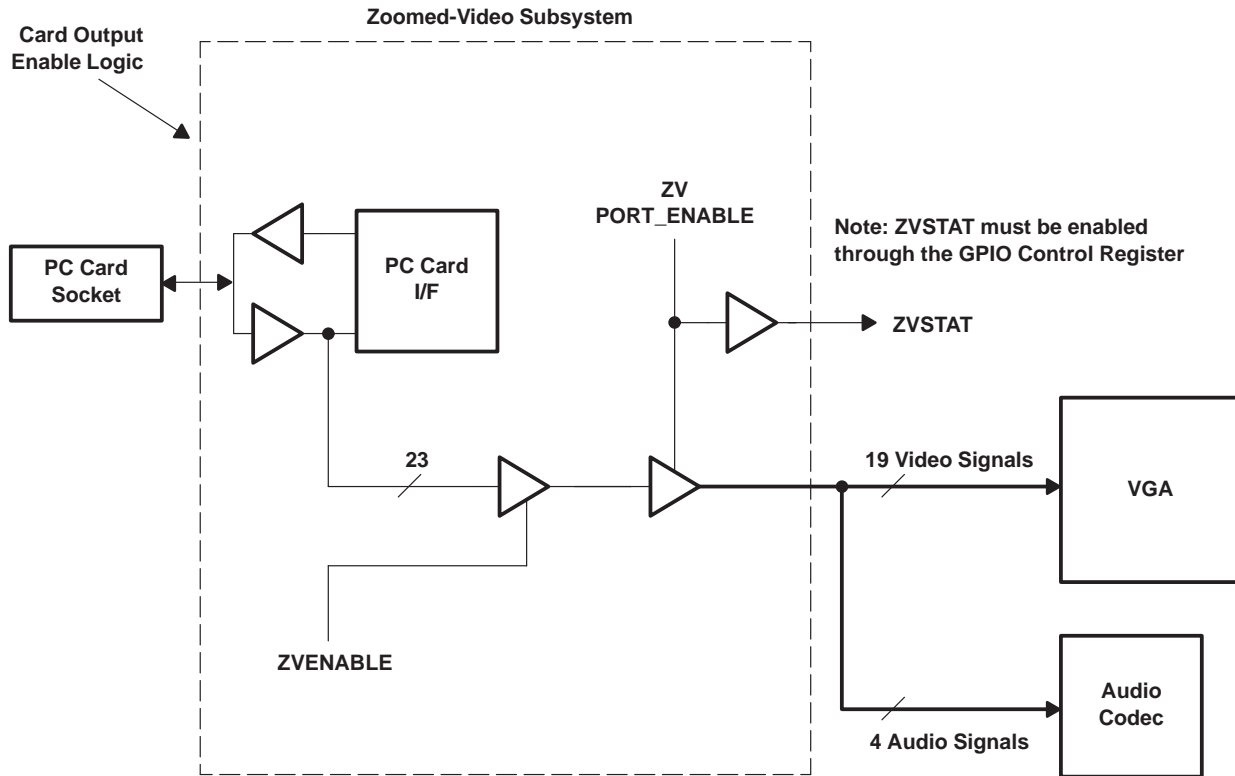 Zoomed-Video Subsystem
Card Output
Enable Logic
ZV
PORT_ENABLE
Note: ZVSTAT must be enabled
through the GPIO Control Register
PC Card
Socket
PC Card
I/F
ZVSTAT
23
19 Video Signals
VGA
ZVENABLE
Audio
Codec
4 Audio Signals